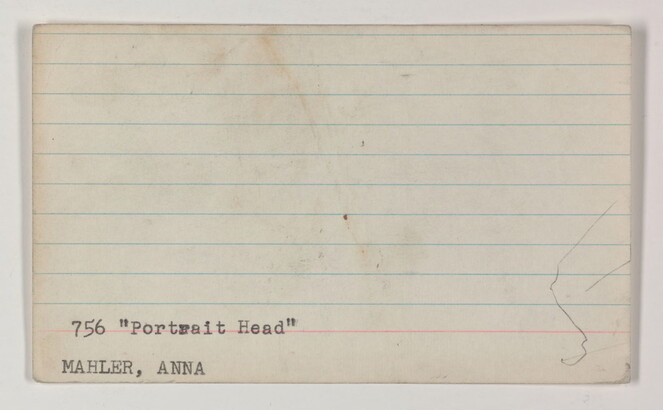 756 "Portrait Head"
MAHLER, ANNA